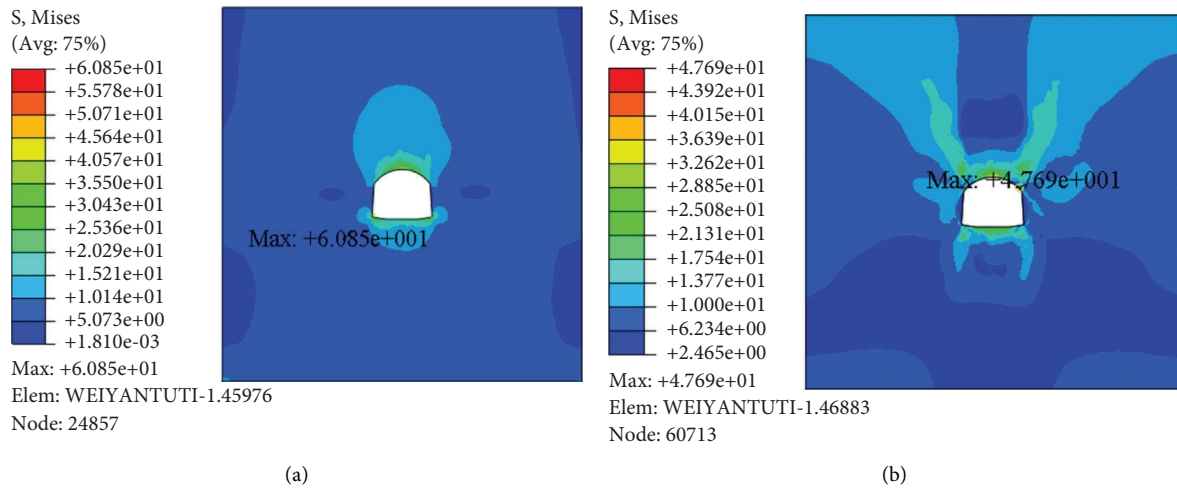 S, Mises
(Avg: 75%)
+6.085e+01
+5.578e+01
+5.071e+01
+4.564e+01
+4.057e+01
+3.550e+01
+3.043e+01
+2.536e+01
+2.029e+01
+1.521e+01
+1.014e+01
+5.073e+00
+1.810e-03
Max: +6.085e+01
Elem: WEIYANTUTI-1.45976
Node: 24857
Max: +6.085e+001
(a)
S, Mises
(Avg: 75%)
+4.769e+01
+4.392e+01
+4.015e+01
+3.639e+01
+3.262e+01
+2.885e+01
+2.508e+01
+2.131e+01
+1.754e+01
+1.377e+01
+1.000e+01
+6.234e+00
+2.465e+00
Max: +4.769e+01
Elem: WEIYANTUTI-1.46883
Node: 60713
Max: +4.769e+001
(b)